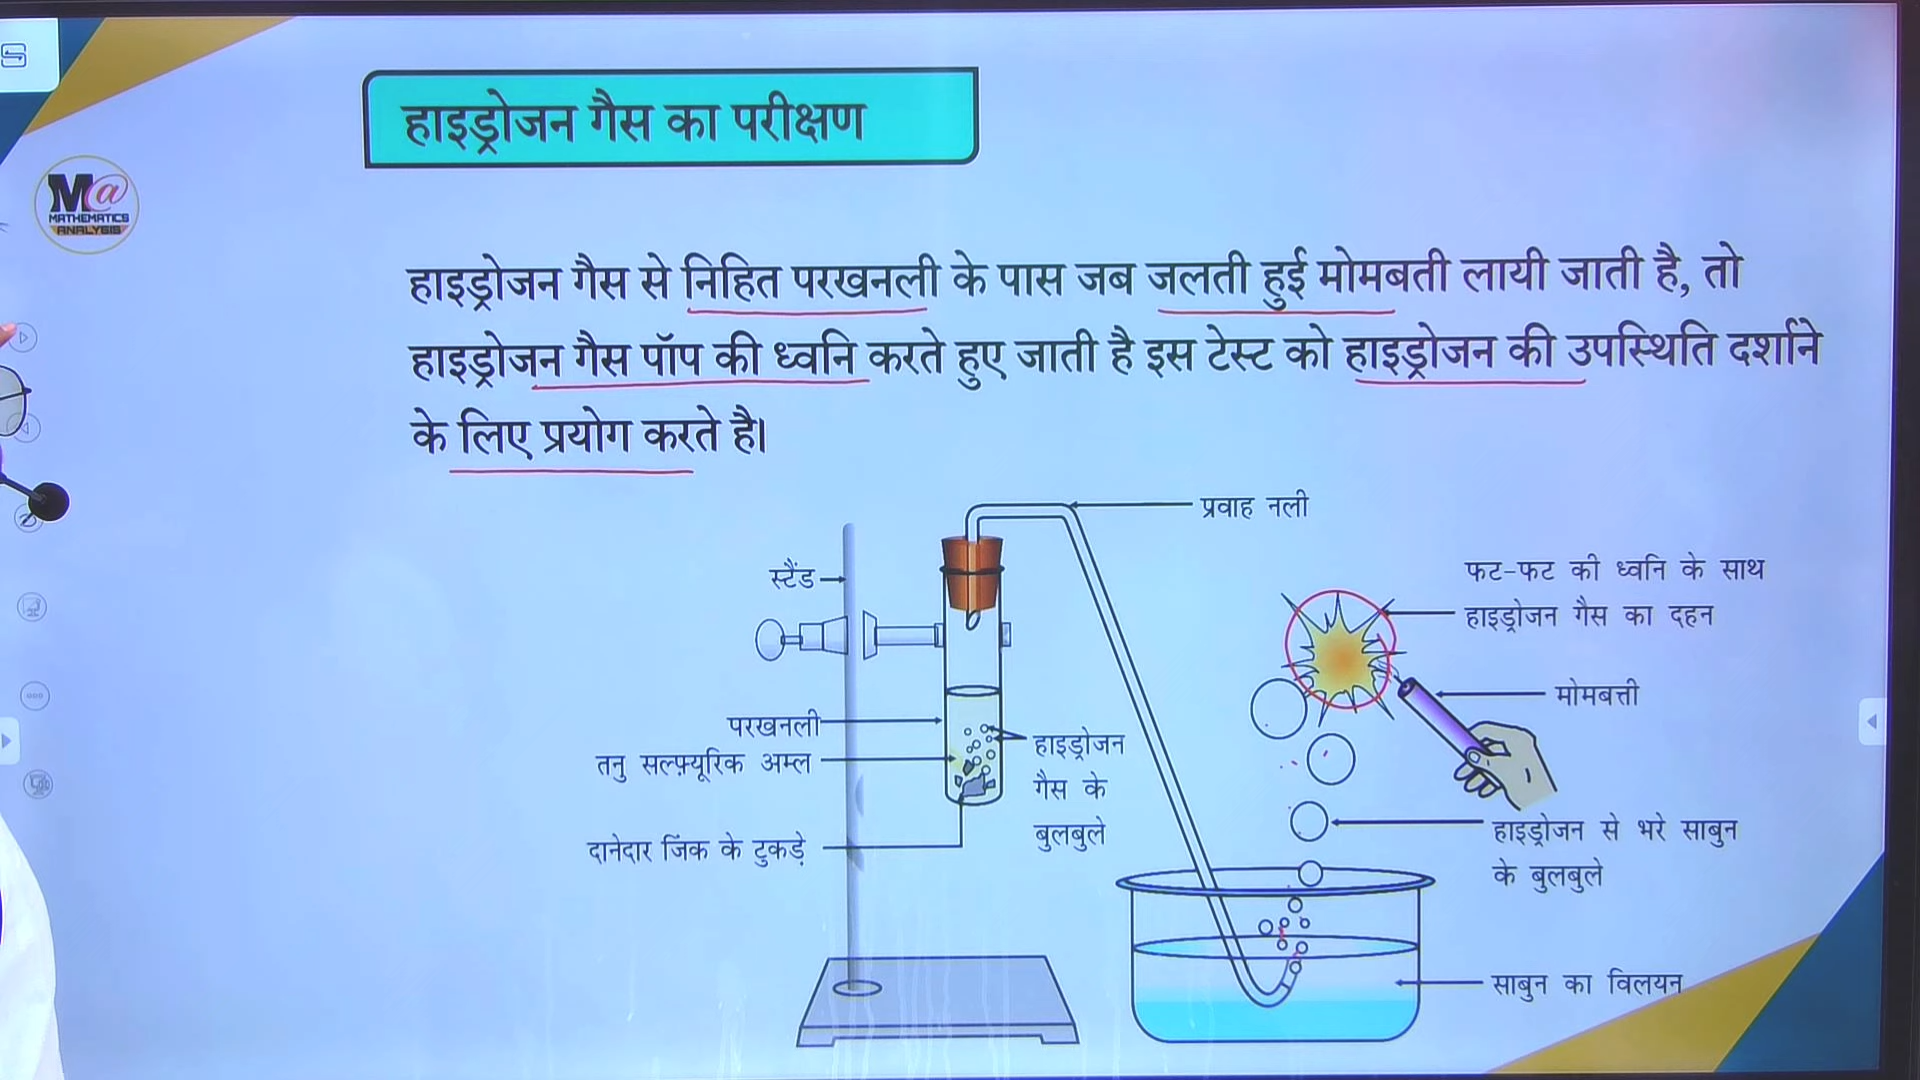 हाइड्रोजन गैस का परीक्षण
M@
MATHEMATICS
ANALYSIS
हाइड्रोजन गैस से निहित परखनली के पास जब जलती हुई मोमबती लायी जाती है, तो
हाइड्रोजन गैस पॉप की ध्वनि करते हुए जाती है इस टेस्ट को हाइड्रोजन की उपस्थिति दर्शाने
के लिए प्रयोग करते है।
प्रवाह नली
स्टैंड
फट-फट की ध्वनि के साथ
हाइड्रोजन गैस का दहन
मोमबत्ती
परखनली
तनु सल्फ़्यूरिक अम्ल
हाइड्रोजन
गैस के
बुलबुले
दानेदार जिंक के टुकड़े
हाइड्रोजन से भरे साबुन
के बुलबुले
साबुन का विलयन